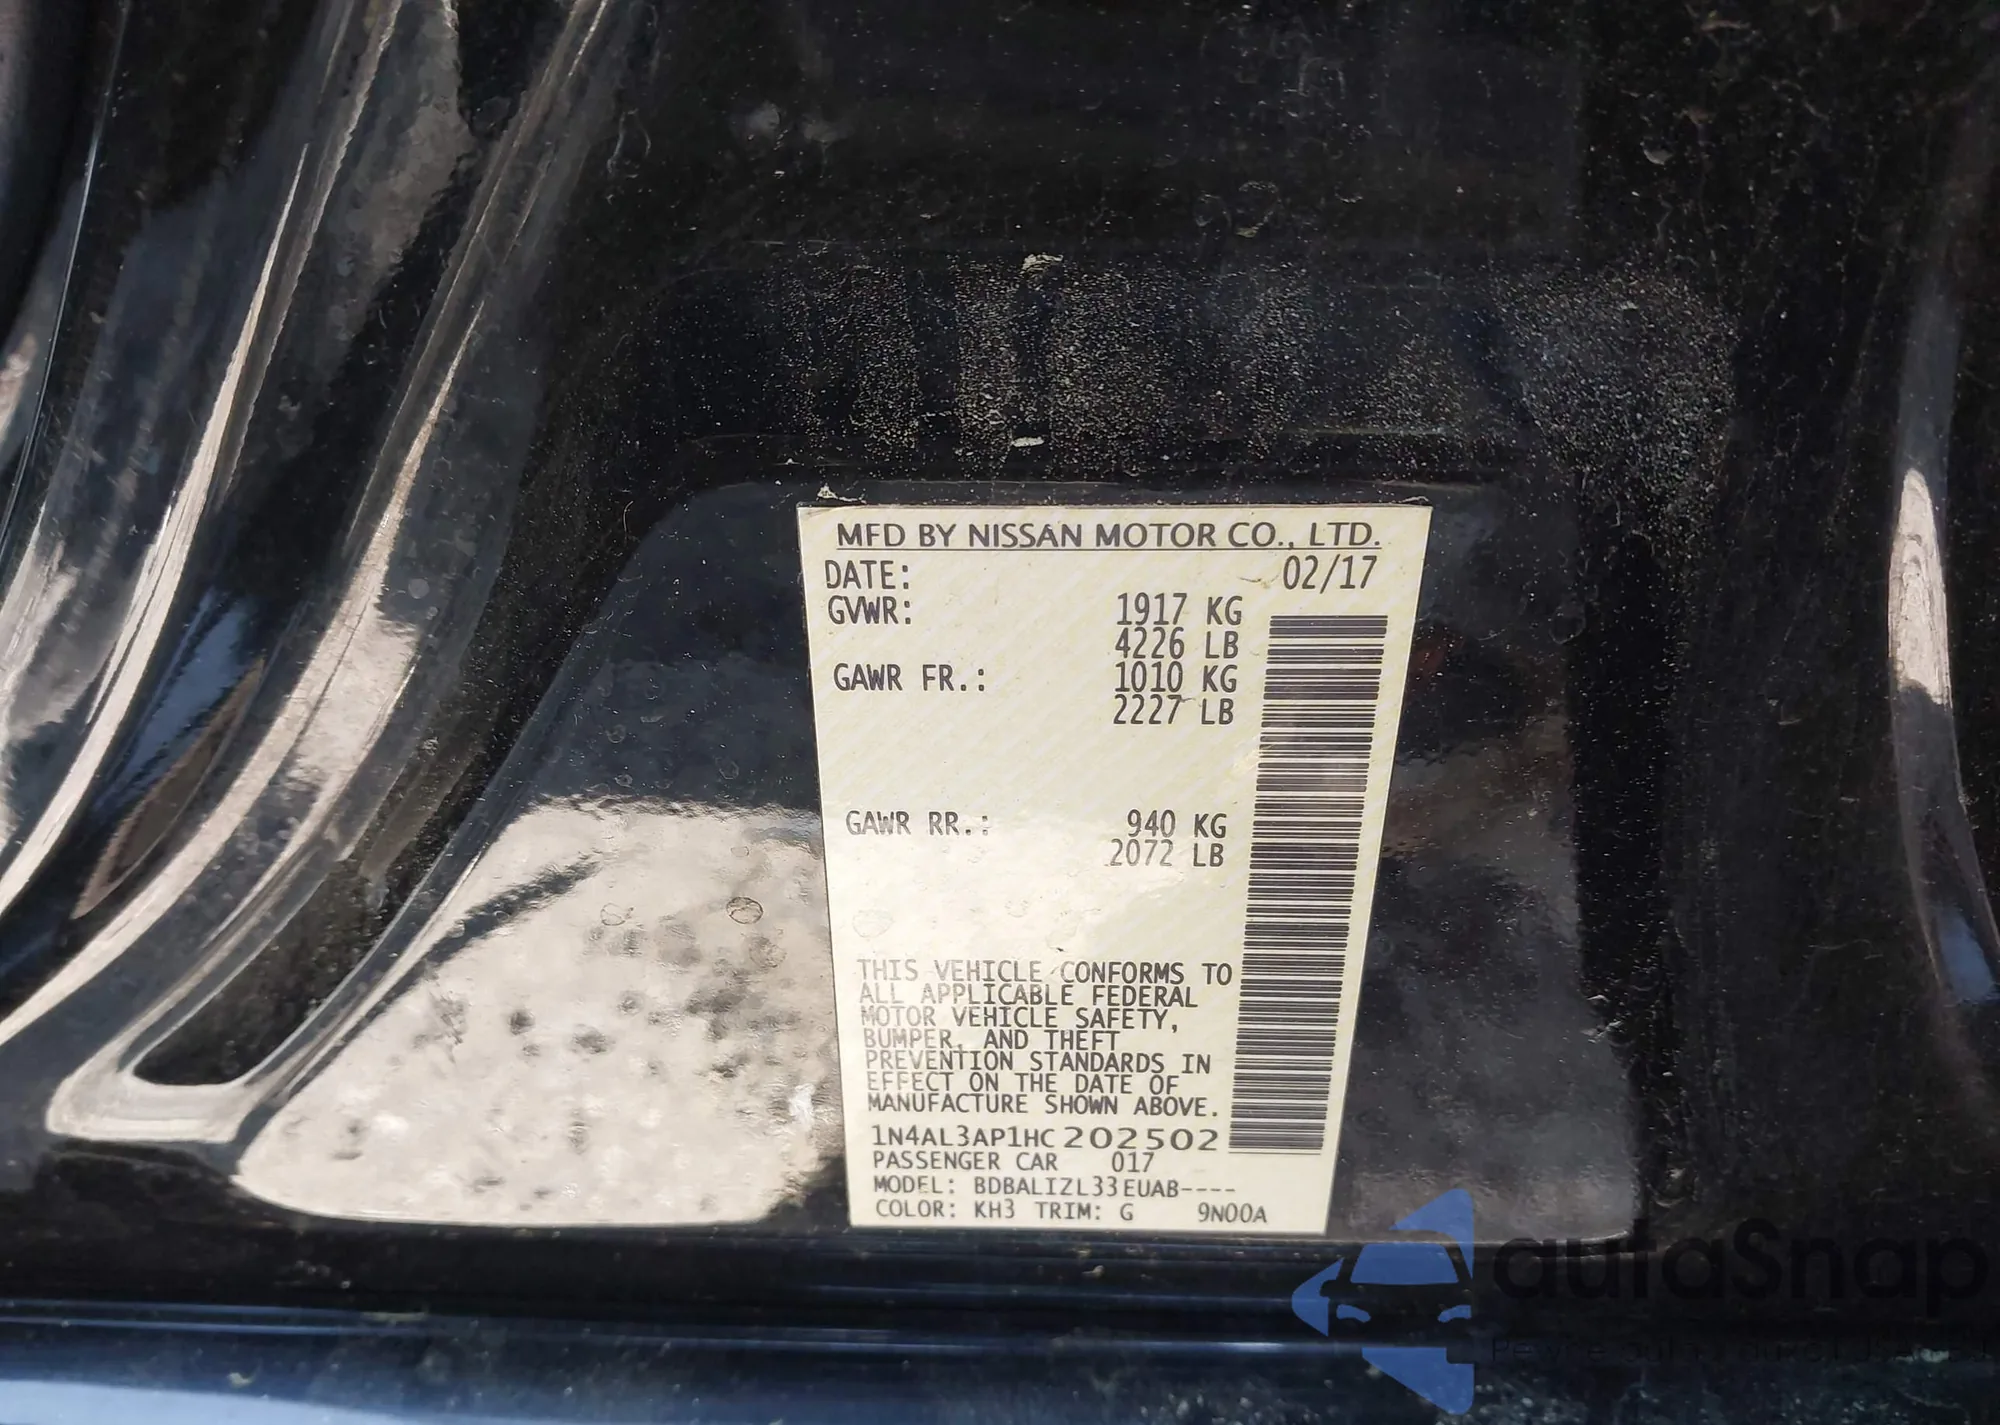 MFD BY NISSAN MOTOR CO., LTD.
DATE: 02/17
GVWR: 1917 KG
4226 LB
GAWR FR.: 1010 KG
2227 LB
GAWR RR.: 940 KG
2072 LB
THIS VEHICLE CONFORMS TO
ALL APPLICABLE FEDERAL
MOTOR VEHICLE SAFETY,
BUMPER, AND THEFT
PREVENTION STANDARDS IN
EFFECT ON THE DATE OF
MANUFACTURE SHOWN ABOVE.
1N4AL3AP1HC202502
PASSENGER CAR 017
MODEL: BDBALIZL33EUAB----
COLOR: KH3 TRIM: G 9N00A
autaSnap